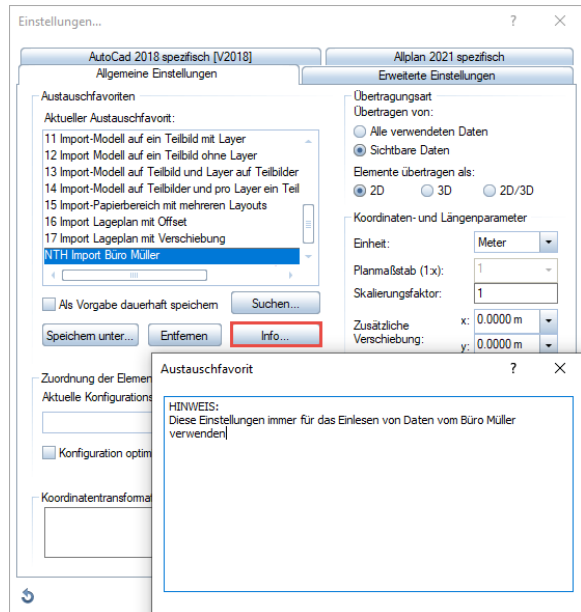 Einstellungen...
? ×
AutoCad 2018 spezifisch [V2018]
Allplan 2021 spezifisch
Allgemeine Einstellungen
Erweiterte Einstellungen
Austauschfavoriten
Aktueller Austauschfavorit:
11 Import-Modell auf ein Teilbild mit Layer
12 Import-Modell auf ein Teilbild ohne Layer
13 Import-Modell auf Teilbild und Layer auf Teilbilder
14 Import-Modell auf Teilbilder und pro Layer ein Teil
15 Import-Papierbereich mit mehreren Layouts
16 Import Lageplan mit Offset
17 Import Lageplan mit Verschiebung
NTH Import Büro Müller
Als Vorgabe dauerhaft speichern
Suchen...
Speichern unter...
Entfernen
Info...
Übertragungsart
Übertragen von:
Alle verwendeten Daten
Sichtbare Daten
Elemente übertragen als:
2D
3D
2D/3D
Koordinaten- und Längenparameter
Einheit:
Meter
Planmaßstab (1:x):
1
Skalierungsfaktor:
1
Zusätzliche
Verschiebung:
x: 0.0000 m
y: 0.0000 m
Zuordnung der Elemen
Aktuelle Konfigurations
Konfiguration optim
Koordinatentransformat
Austauschfavorit
? ×
HINWEIS:
Diese Einstellungen immer für das Einlesen von Daten vom Büro Müller
verwenden